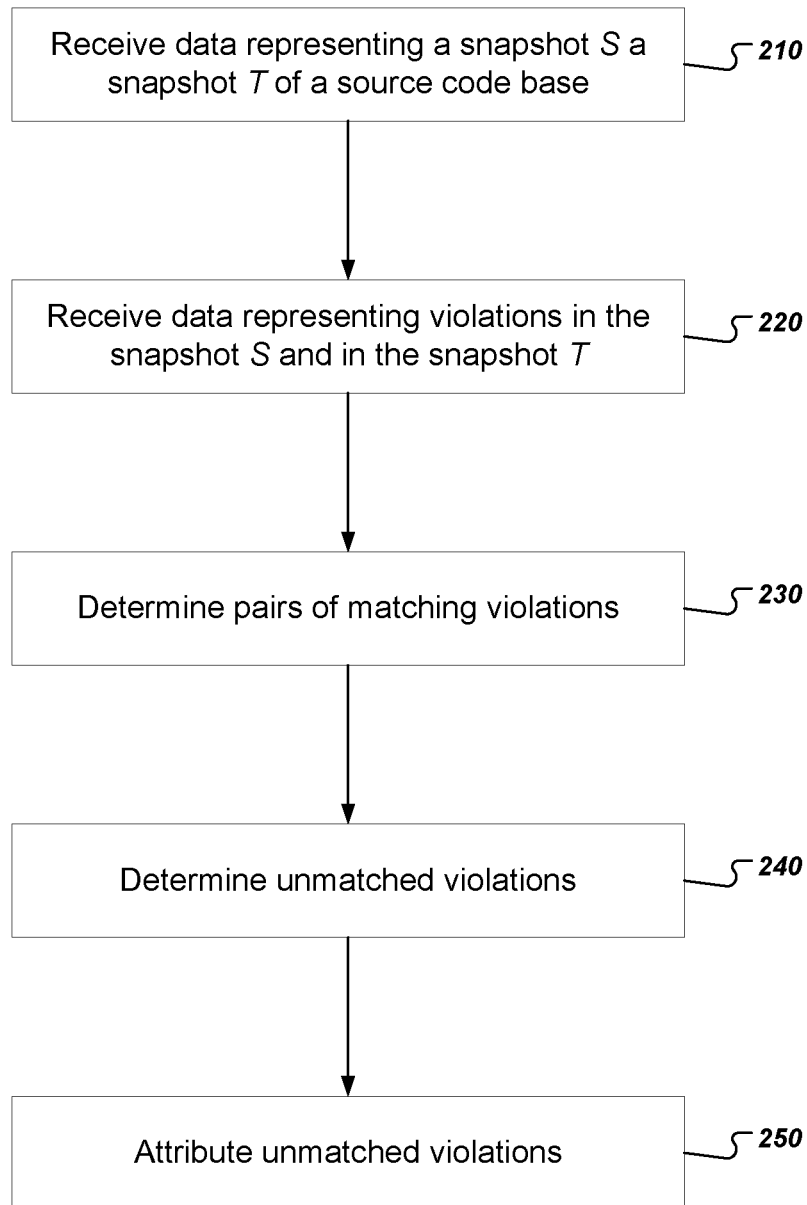 Receive data representing a snapshot S a
snapshot T of a source code base
210
Receive data representing violations in the
snapshot S and in the snapshot T
220
Determine pairs of matching violations
230
Determine unmatched violations
240
Attribute unmatched violations
250